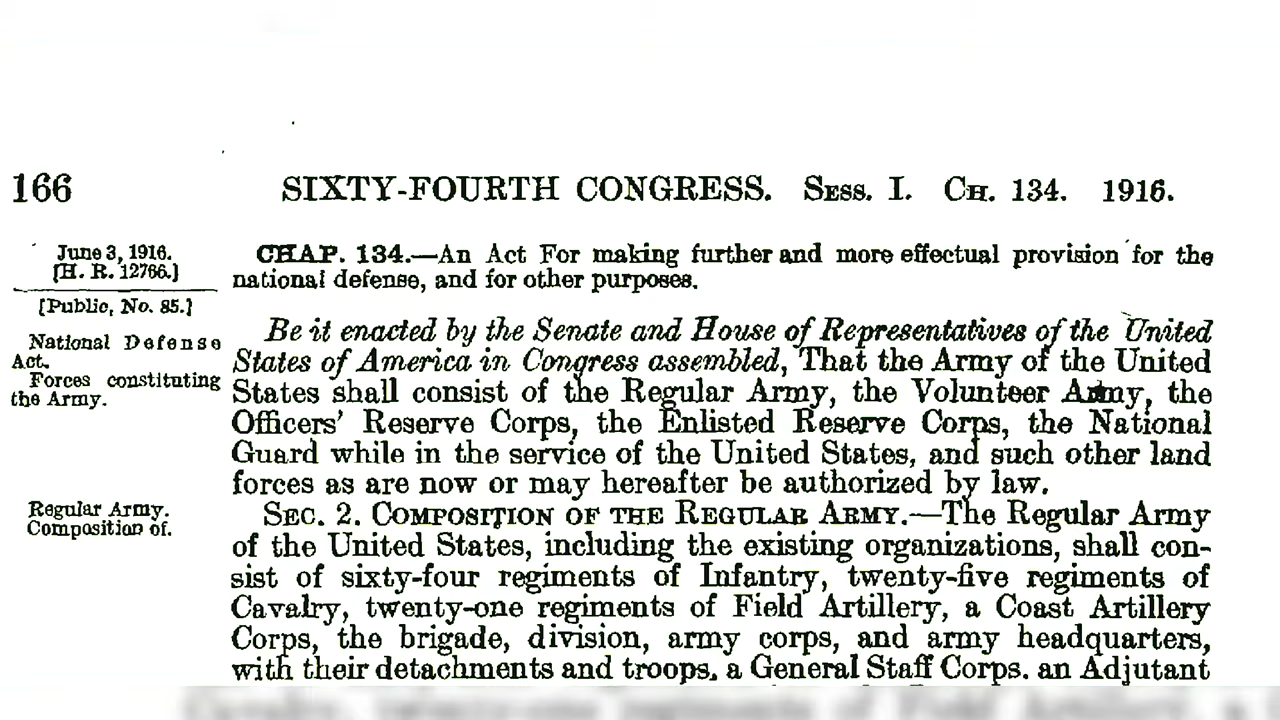 166 SIXTY-FOURTH CONGRESS. SESS. I. CH. 134. 1916.
June 3, 1916.
[H. R. 12766.]
[Public, No. 85.]
CHAP. 134.—An Act For making further and more effectual provision for the
national defense, and for other purposes.
National Defense
Act.
Forces constituting
the Army.
Be it enacted by the Senate and House of Representatives of the United
States of America in Congress assembled, That the Army of the United
States shall consist of the Regular Army, the Volunteer Army, the
Officers' Reserve Corps, the Enlisted Reserve Corps, the National
Guard while in the service of the United States, and such other land
forces as are now or may hereafter be authorized by law.
Regular Army.
Composition of.
SEC. 2. COMPOSITION OF THE REGULAR ARMY.—The Regular Army
of the United States, including the existing organizations, shall con-
sist of sixty-four regiments of Infantry, twenty-five regiments of
Cavalry, twenty-one regiments of Field Artillery, a Coast Artillery
Corps, the brigade, division, army corps, and army headquarters,
with their detachments and troops, a General Staff Corps, an Adjutant